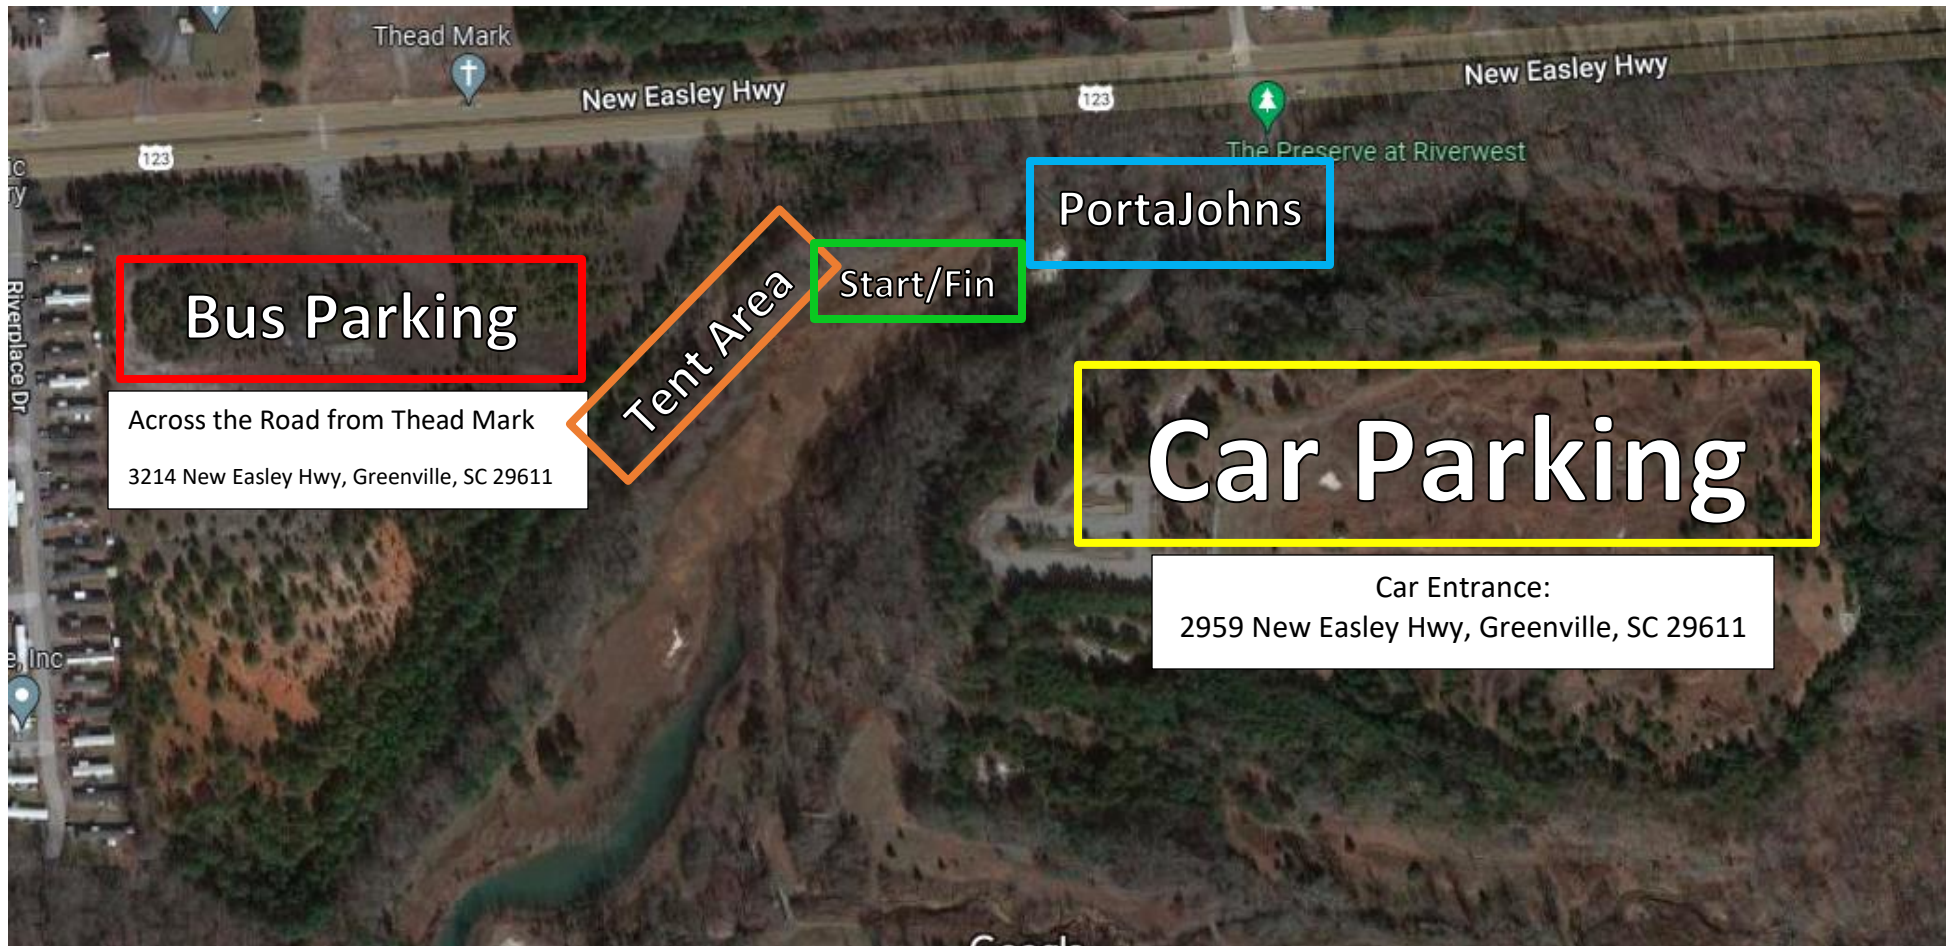 Thead Mark
New Easley Hwy
123
New Easley Hwy
The Preserve at Riverwest
123
PortaJohns
Start/Fin
Tent Area
Bus Parking
Riverplace Dr
Across the Road from Thead Mark
3214 New Easley Hwy, Greenville, SC 29611
Car Parking
Car Entrance:
2959 New Easley Hwy, Greenville, SC 29611
Inc
Google